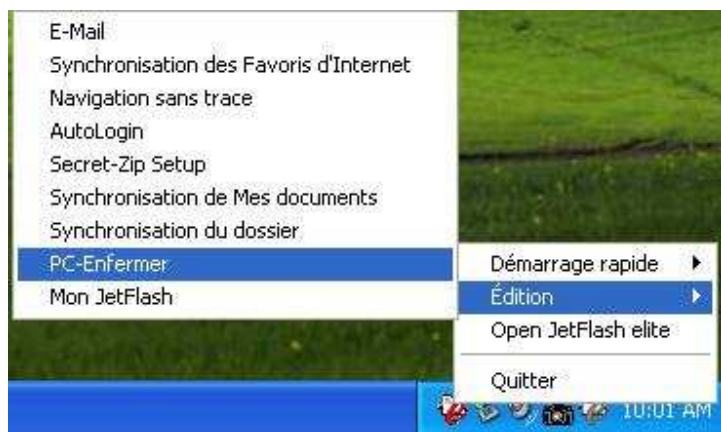 E-Mail
Synchronisation des Favoris d'Internet
Navigation sans trace
AutoLogin
Secret-Zip Setup
Synchronisation de Mes documents
Synchronisation du dossier
PC-Enfermer
Mon JetFlash
Démarrage rapide
Édition
Open JetFlash elite
Quitter
10:01 AM